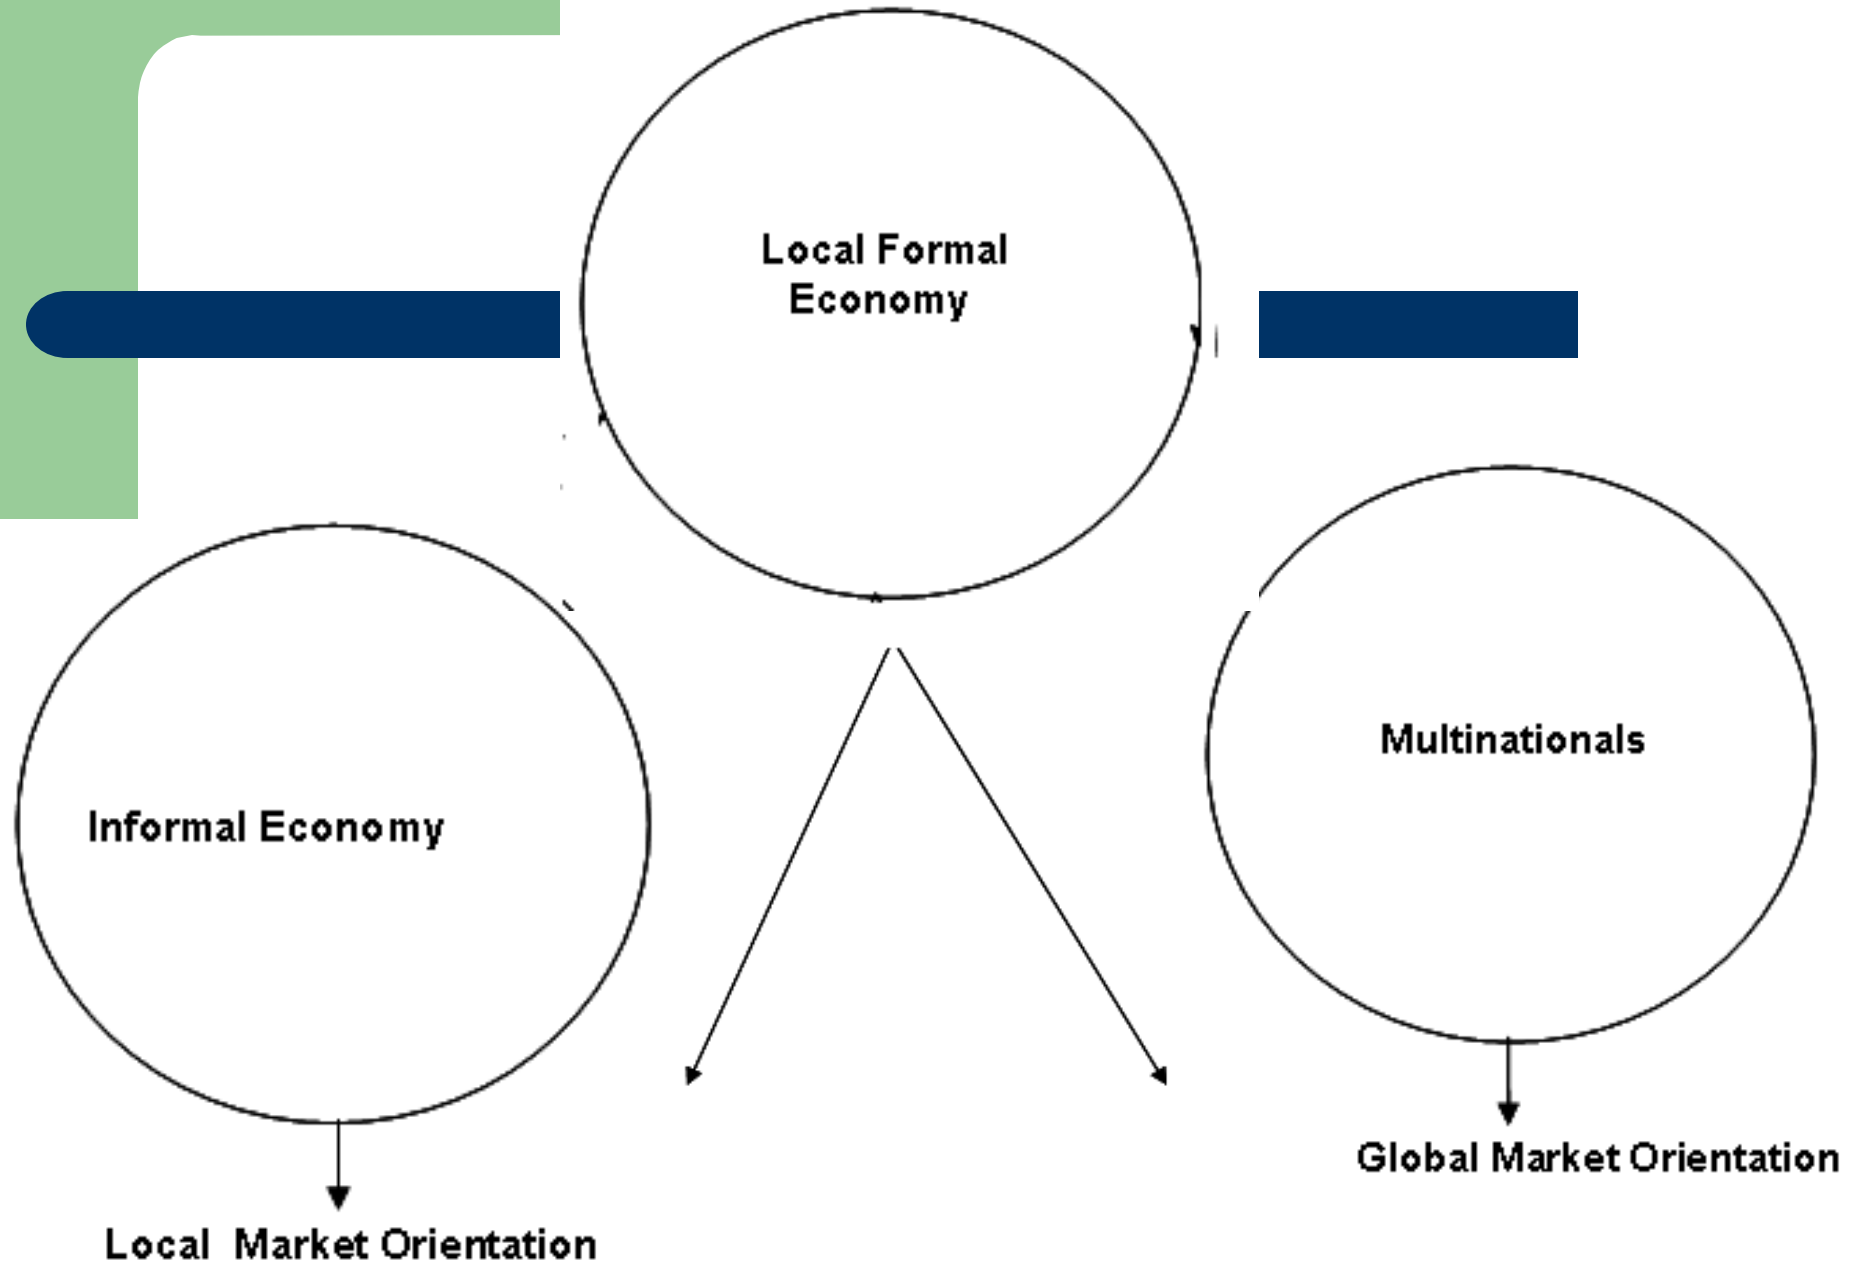 Local Formal
Economy
Multinationals
Informal Economy
Global Market Orientation
Local Market Orientation